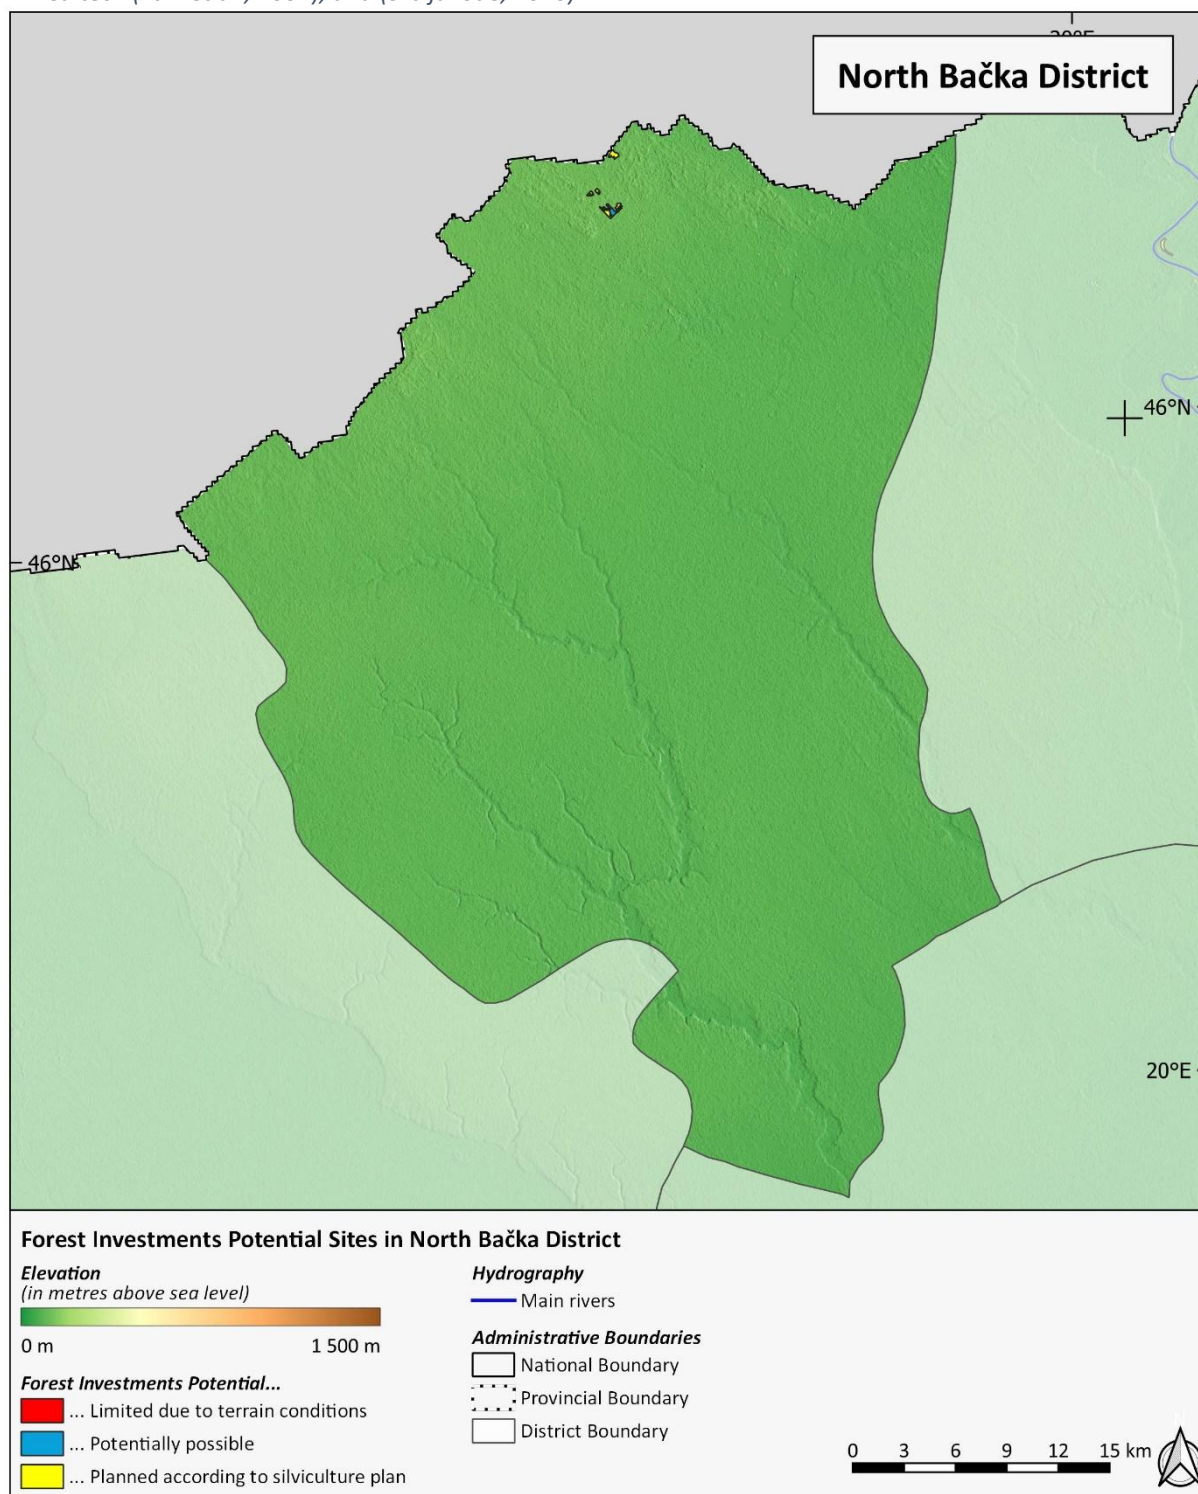 20°E
North Bačka District
46°N
46°N
20°E
Forest Investments Potential Sites in North Bačka District
Elevation
(in metres above sea level)
0 m 1 500 m
Forest Investments Potential...
... Limited due to terrain conditions
... Potentially possible
... Planned according to silviculture plan
Hydrography
Main rivers
Administrative Boundaries
National Boundary
Provincial Boundary
District Boundary
0 3 6 9 12 15 km